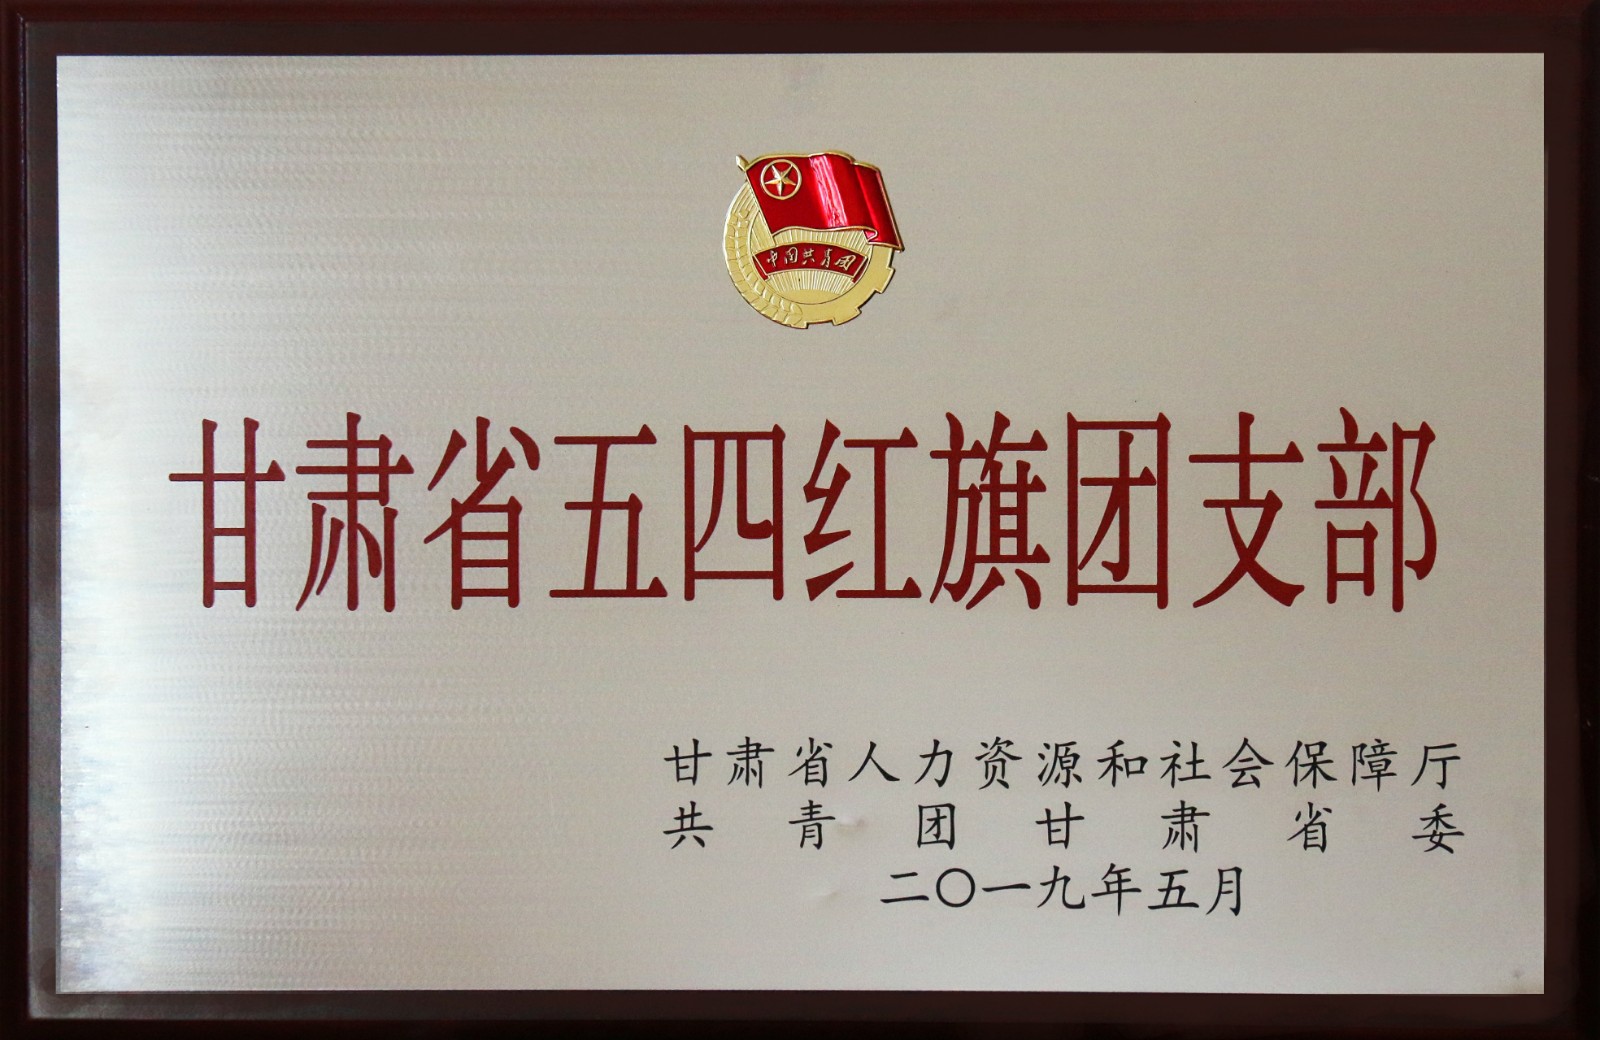 中国共青团
甘肃省五四红旗团支部
甘肃省人力资源和社会保障厅
共青团甘肃省委
二〇一九年五月